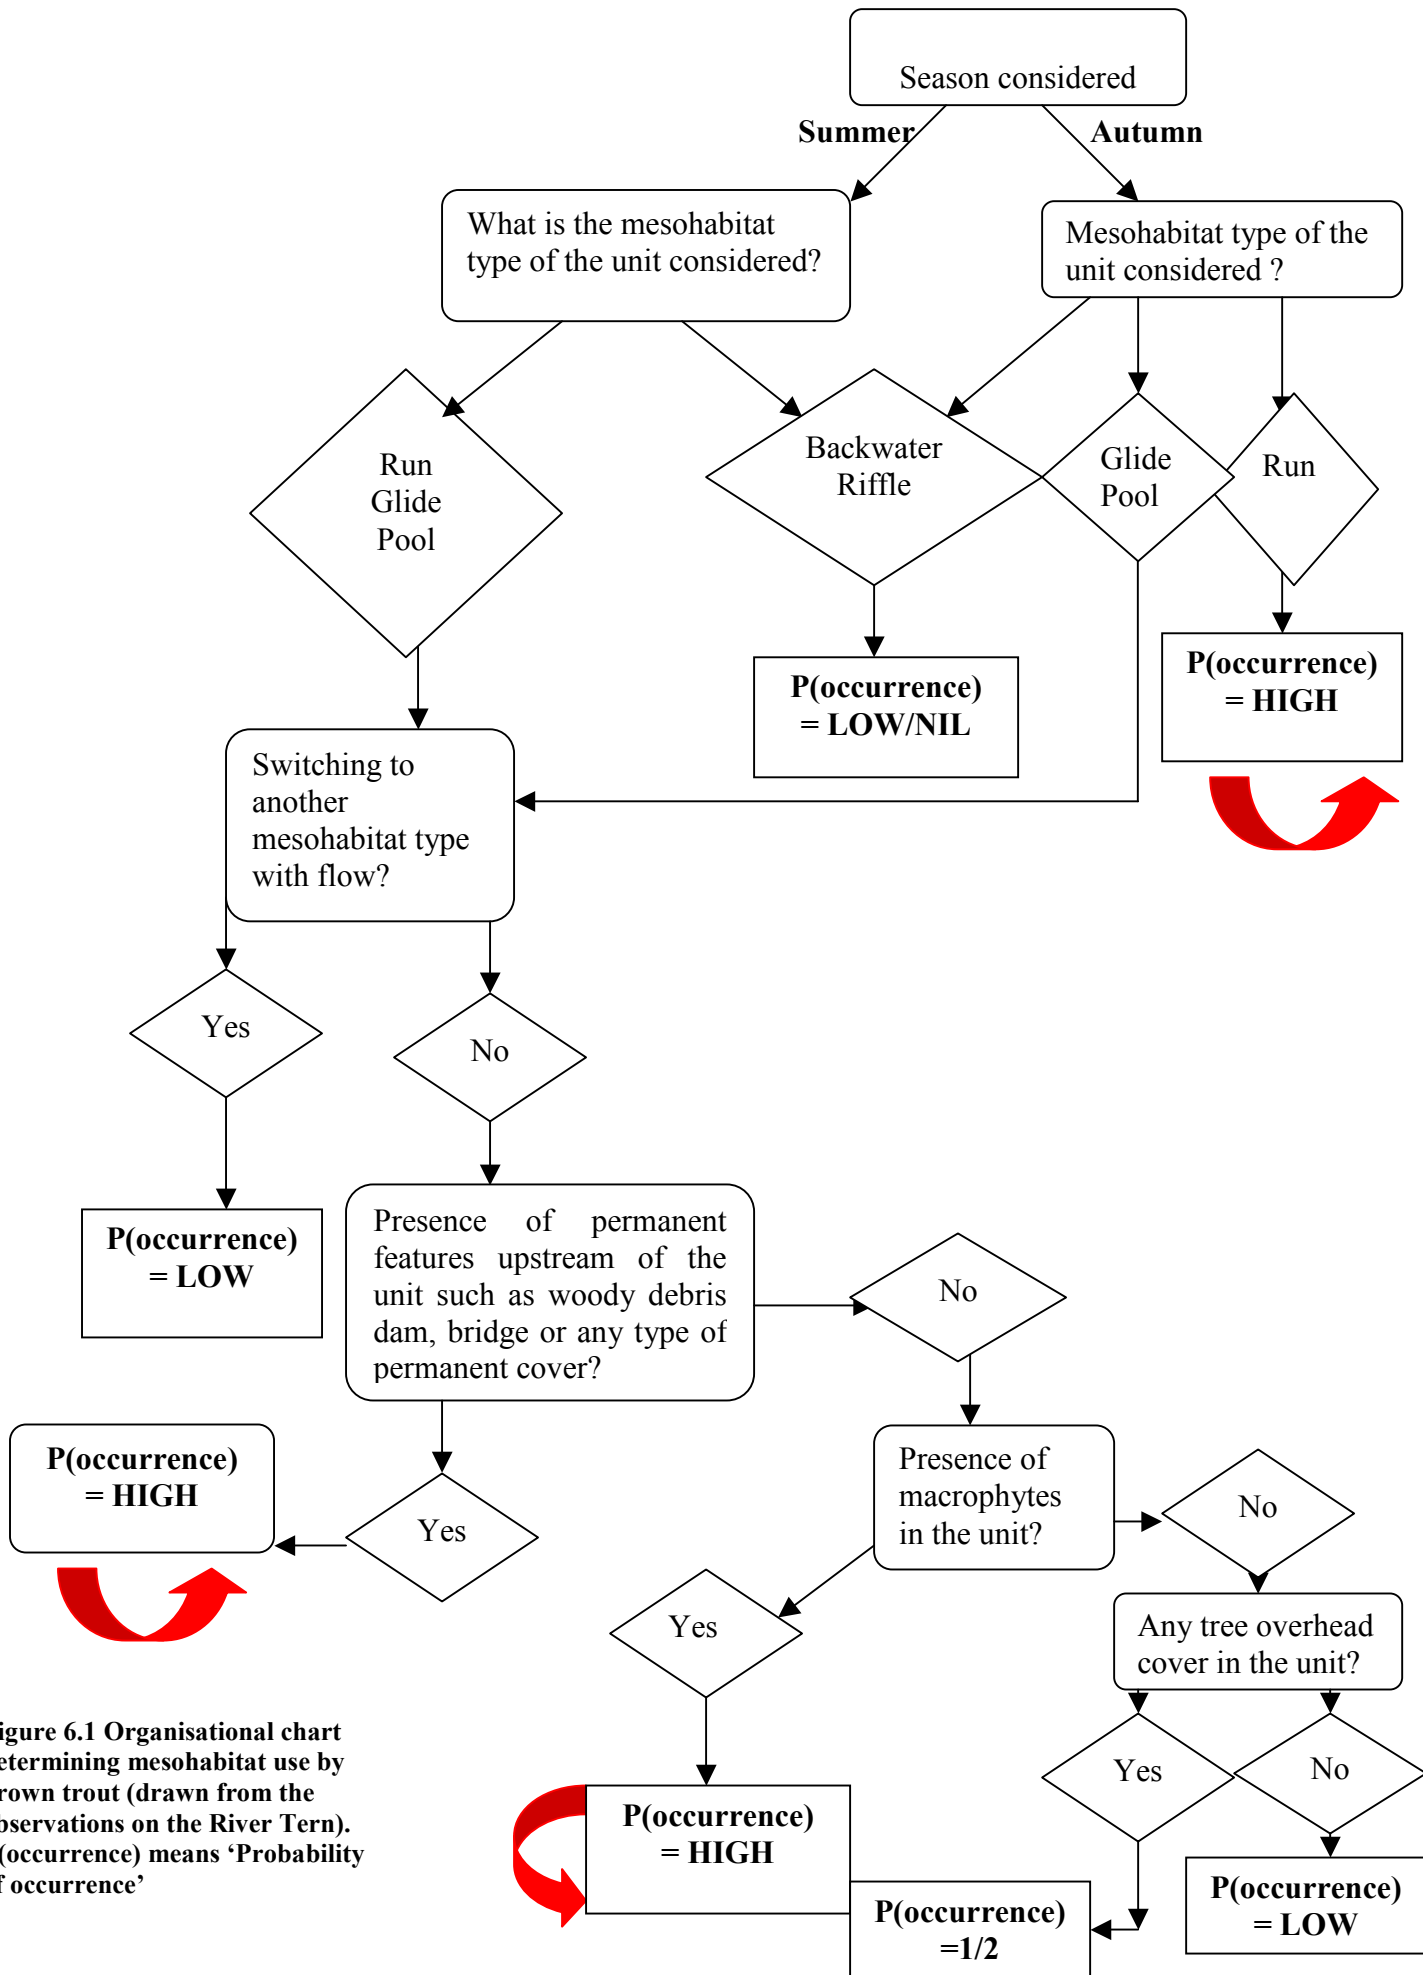 Season considered
Summer
Autumn
What is the mesohabitat
type of the unit considered?
Mesohabitat type of the
unit considered ?
Run
Glide
Pool
Backwater
Riffle
Glide
Pool
Run
P(occurrence)
= LOW/NIL
P(occurrence)
= HIGH
Switching to
another
mesohabitat type
with flow?
Yes
No
P(occurrence)
= LOW
Presence of permanent
features upstream of the
unit such as woody debris
dam, bridge or any type of
permanent cover?
No
P(occurrence)
= HIGH
Yes
Presence of
macrophytes
in the unit?
No
Yes
Any tree overhead
cover in the unit?
Yes
No
P(occurrence)
= HIGH
P(occurrence)
=1/2
P(occurrence)
= LOW
igure 6.1 Organisational chart
etermining mesohabitat use by
rown trout (drawn from the
bservations on the River Tern).
(occurrence) means ‘Probability
f occurrence’